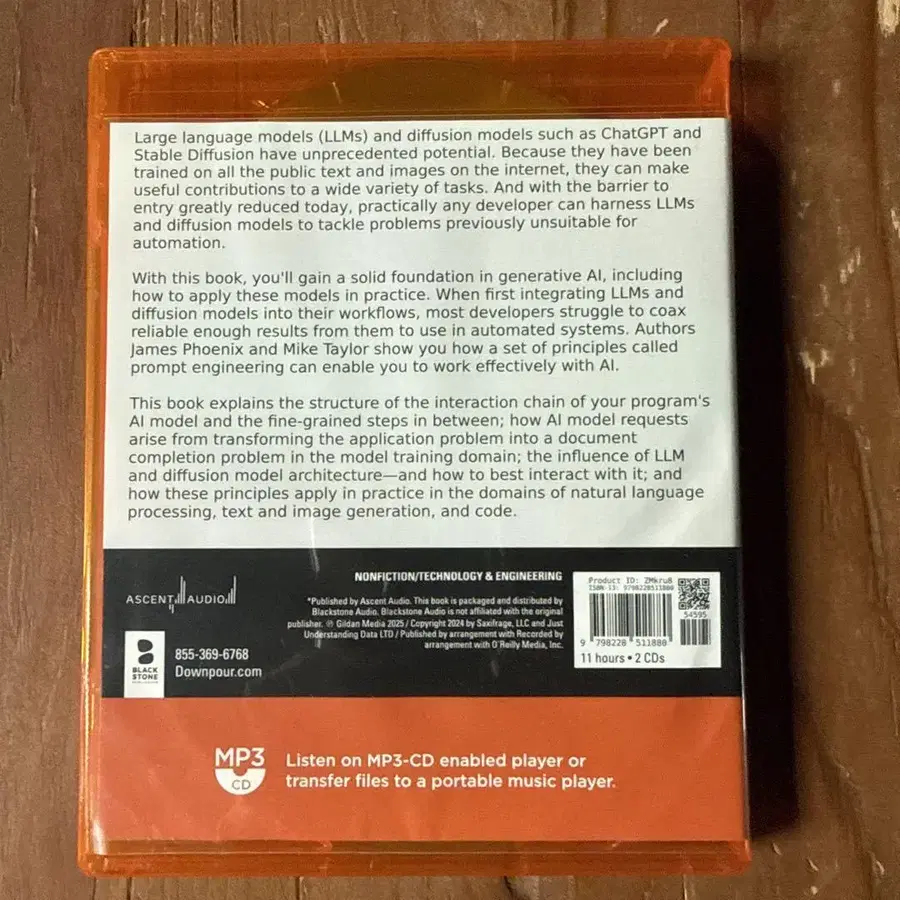 Large language models (LLMs) and diffusion models such as ChatGPT and
Stable Diffusion have unprecedented potential. Because they have been
trained on all the public text and images on the internet, they can make
useful contributions to a wide variety of tasks. And with the barrier to
entry greatly reduced today, practically any developer can harness LLMs
and diffusion models to tackle problems previously unsuitable for
automation.
With this book, you'll gain a solid foundation in generative AI, including
how to apply these models in practice. When first integrating LLMs and
diffusion models into their workflows, most developers struggle to coax
reliable enough results from them to use in automated systems. Authors
James Phoenix and Mike Taylor show you how a set of principles called
prompt engineering can enable you to work effectively with AI.
This book explains the structure of the interaction chain of your program's
AI model and the fine-grained steps in between; how AI model requests
arise from transforming the application problem into a document
completion problem in the model training domain; the influence of LLM
and diffusion model architecture—and how to best interact with it; and
how these principles apply in practice in the domains of natural language
processing, text and image generation, and code.
ASCENT AUDIO
BLACK
STONE
855-369-6768
Downpour.com
NONFICTION/TECHNOLOGY & ENGINEERING
*Published by Ascent Audio. This book is packaged and distributed by
Blackstone Audio. Blackstone Audio is not affiliated with the original
publisher. ℗ Gildan Media 2025 / Copyright 2024 by Saxifrage, LLC and Just
Understanding Data LTD / Published by arrangement with Recorded by
arrangement with O'Reilly Media, Inc.
Product ID: ZMkru8
ISBN-13: 9798228511880
54595
9 798228 511880
11 hours • 2 CDs
MP3
CD
Listen on MP3-CD enabled player or
transfer files to a portable music player.